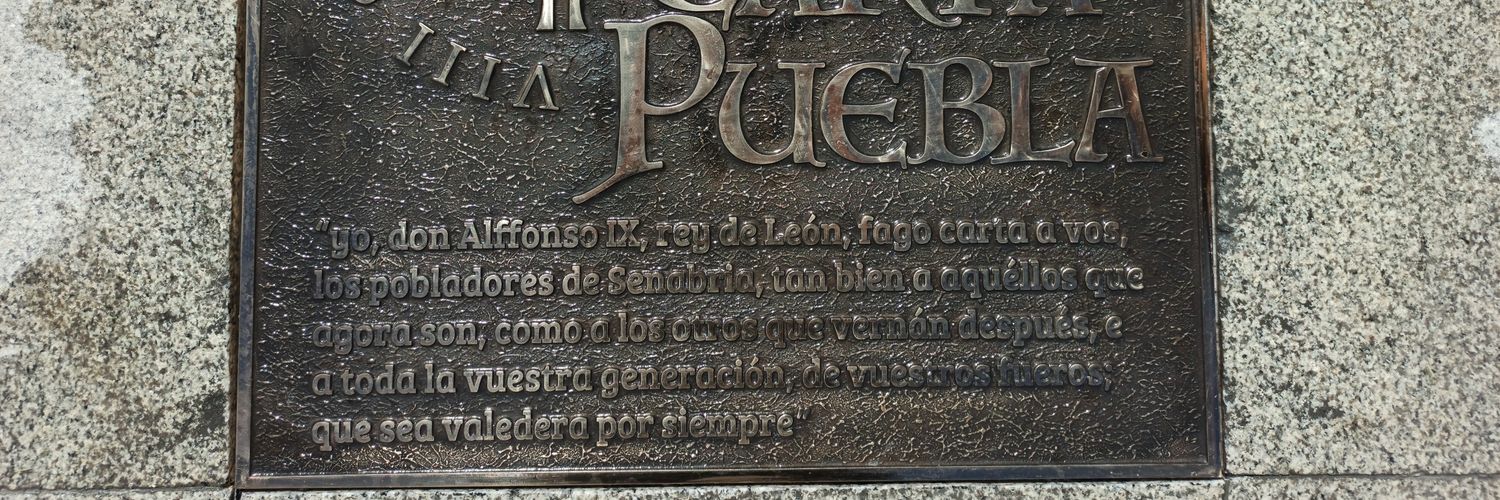 CARTA
PUEBLA
"yo, don Alffonso IX, rey de León, fago carta a vos,
los pobladores de Senabria, tan bien a aquéllos que
agora son, como a los otros que vernán después, e
a toda la vuestra generación, de vuestros fueros;
que sea valedera por siempre"